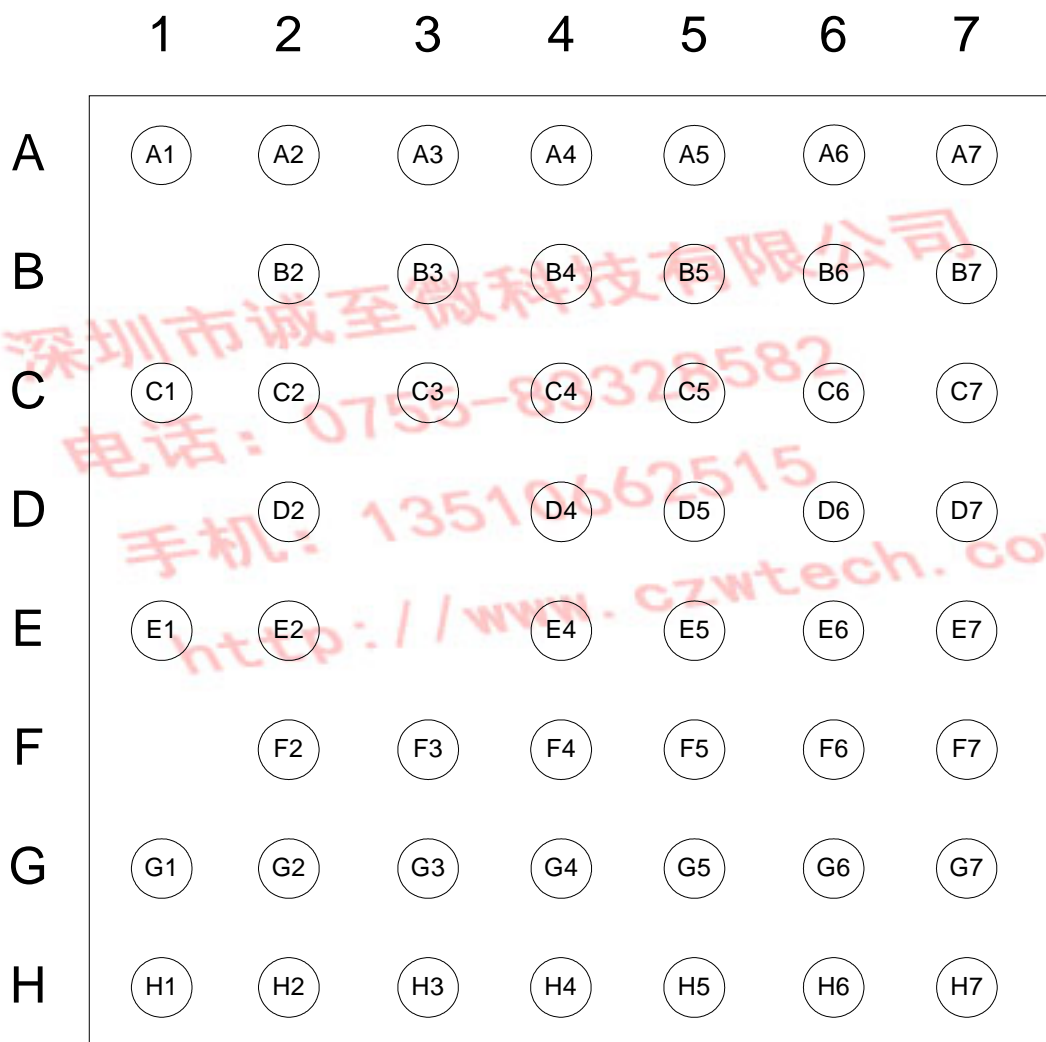 1 2 3 4 5 6 7
A A1 A2 A3 A4 A5 A6 A7
B B2 B3 B4 B5 B6 B7
深圳市诚至微科技有限公司
C C1 C2 C3 C4 C5 C6 C7
电话：0755-83328582
D D2 D4 D5 D6 D7
手机：13510662515
E E1 E2 E4 E5 E6 E7
http://www.czwtech.com
F F2 F3 F4 F5 F6 F7
G G1 G2 G3 G4 G5 G6 G7
H H1 H2 H3 H4 H5 H6 H7